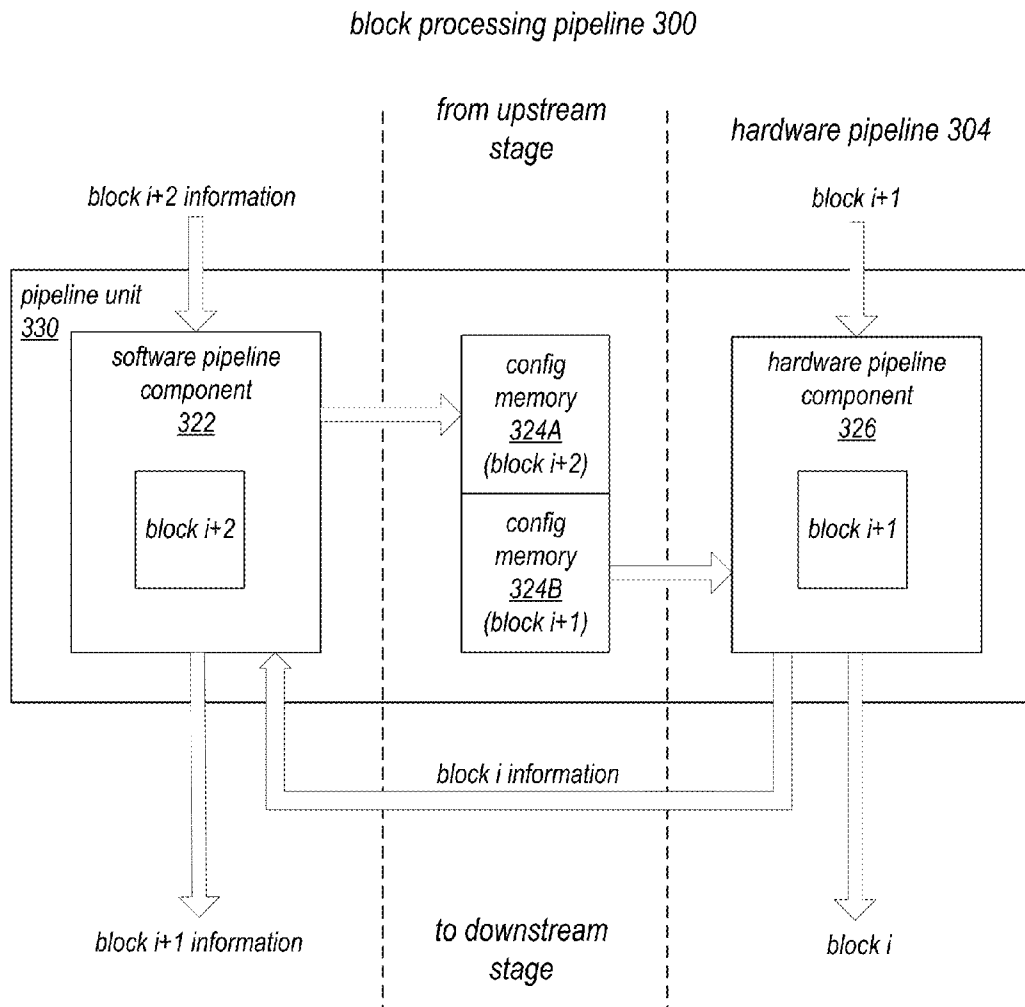 block processing pipeline 300
from upstream
stage
hardware pipeline 304
block i+2 information
block i+1
pipeline unit
330
software pipeline
component
322
block i+2
config
memory
324A
(block i+2)
config
memory
324B
(block i+1)
hardware pipeline
component
326
block i+1
block i information
block i+1 information
to downstream
stage
block i